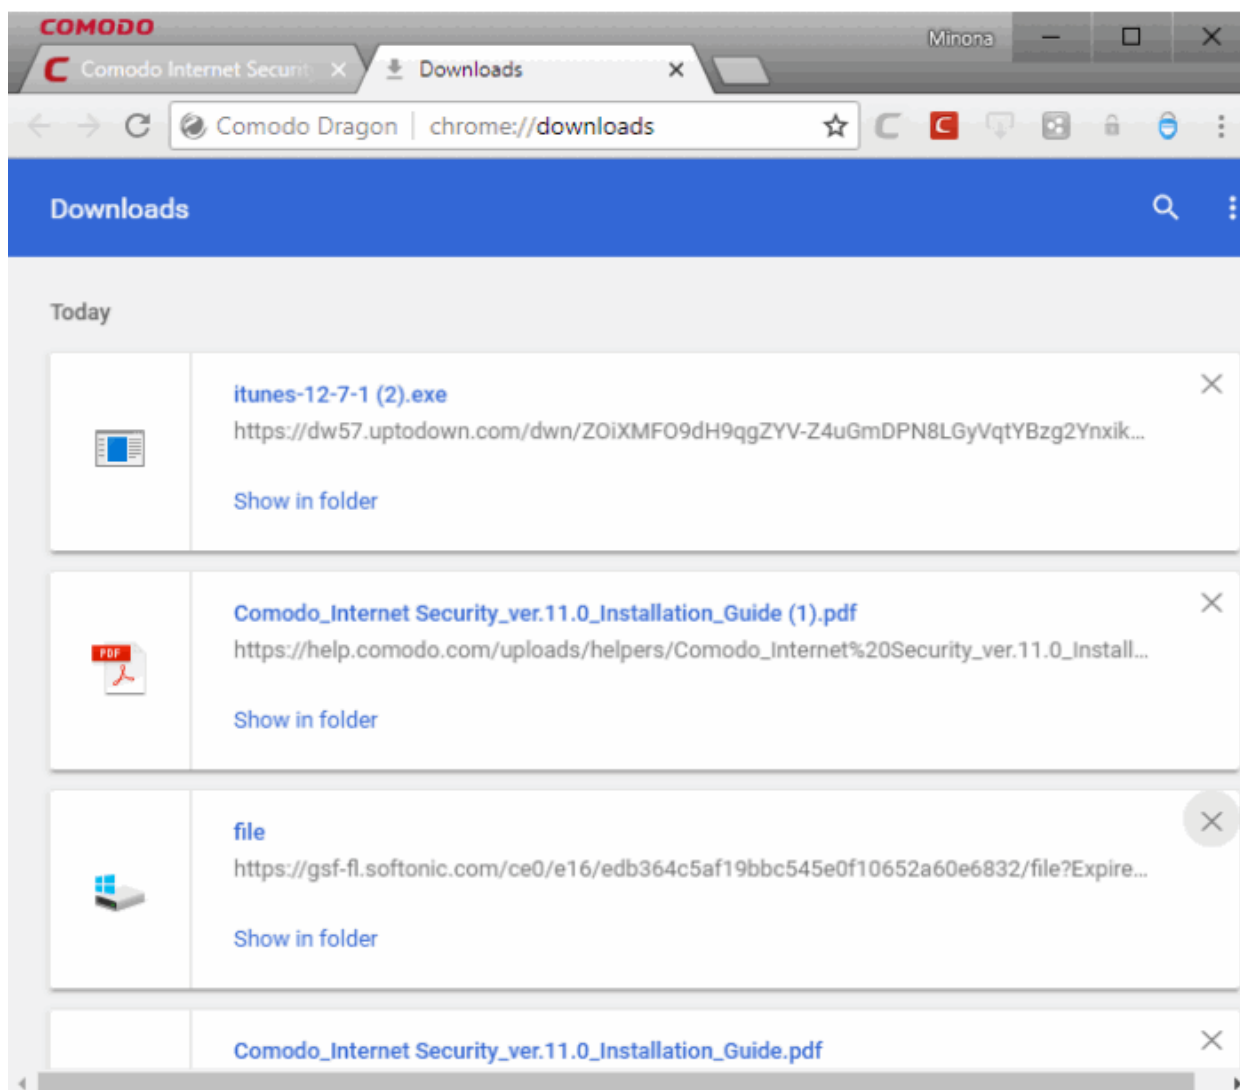 COMODO
Minona
Comodo Internet Securit
Downloads
Comodo Dragon | chrome://downloads
Downloads
Today
itunes-12-7-1 (2).exe
https://dw57.uptodown.com/dwn/ZOiXMFO9dH9qgZYV-Z4uGmDPN8LGyVqtYBzg2Ynxik...
Show in folder
PDF
Comodo_Internet Security_ver.11.0_Installation_Guide (1).pdf
https://help.comodo.com/uploads/helpers/Comodo_Internet%20Security_ver.11.0_Install...
Show in folder
file
https://gsf-fl.softonic.com/ce0/e16/edb364c5af19bbc545e0f10652a60e6832/file?Expire...
Show in folder
Comodo_Internet Security_ver.11.0_Installation_Guide.pdf